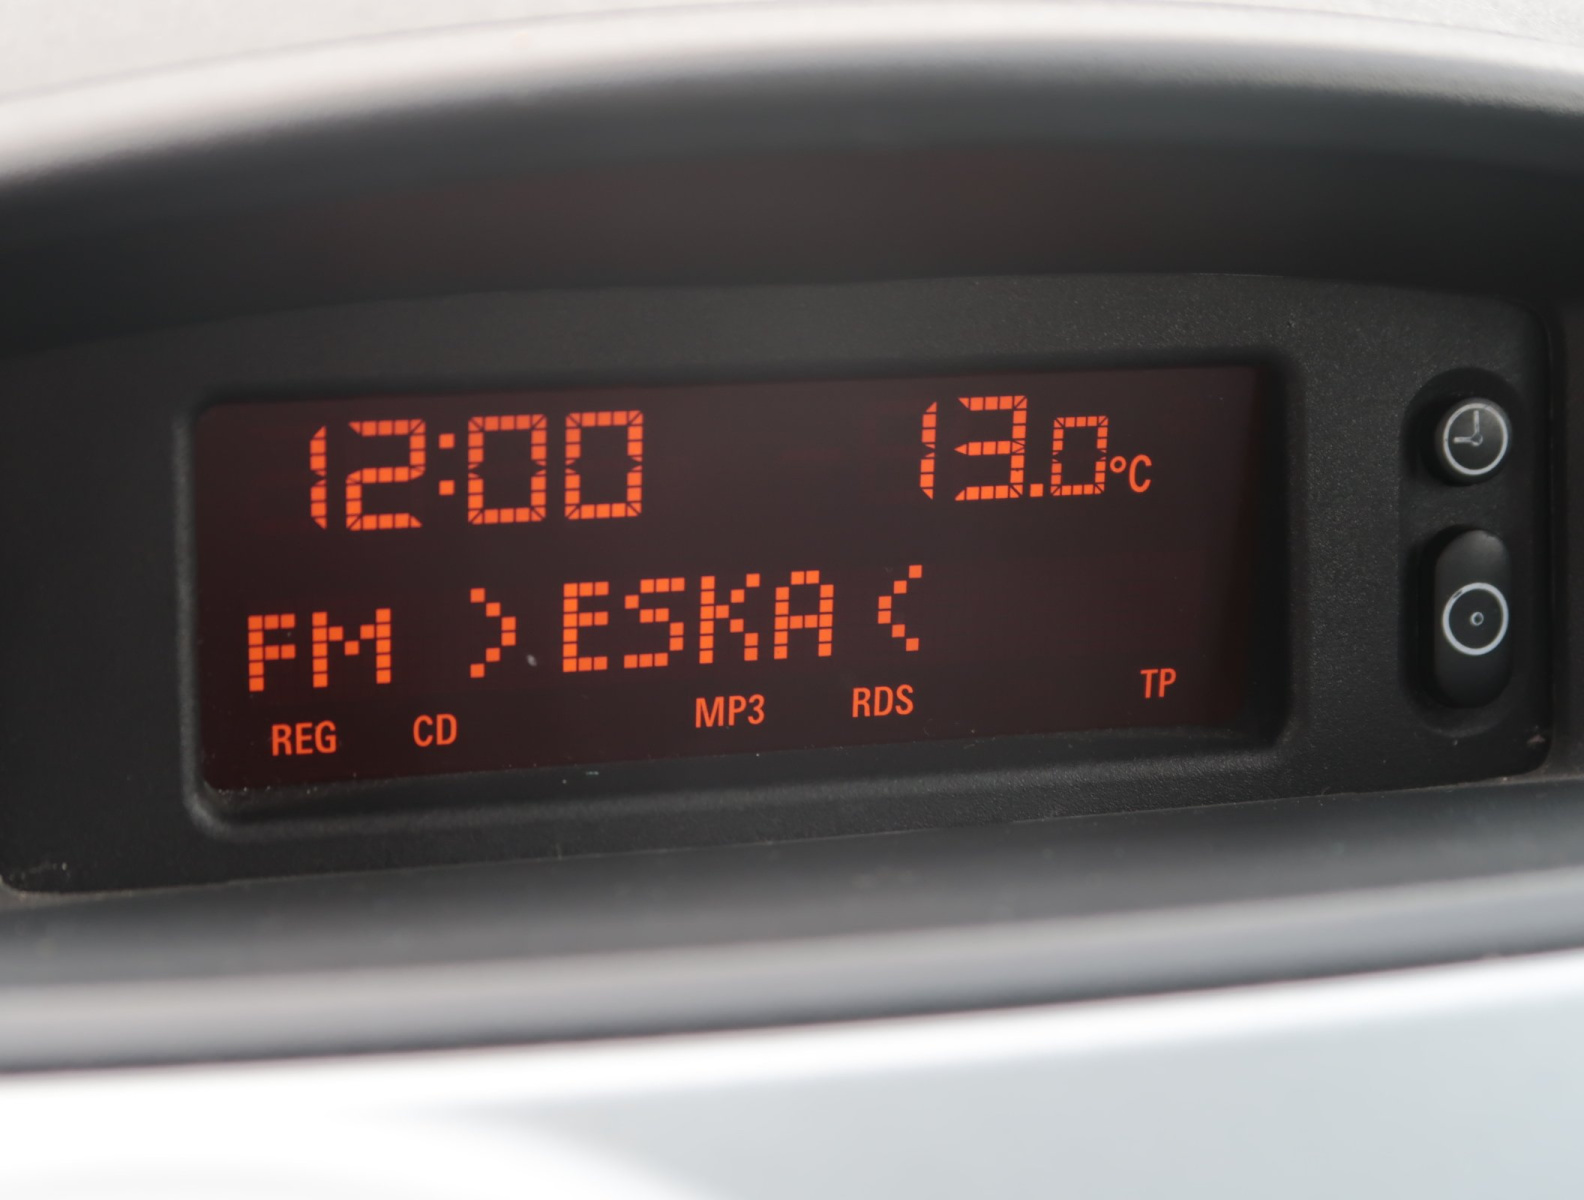 12:00 13.0°C
FM >ESKA<
REG CD MP3 RDS TP